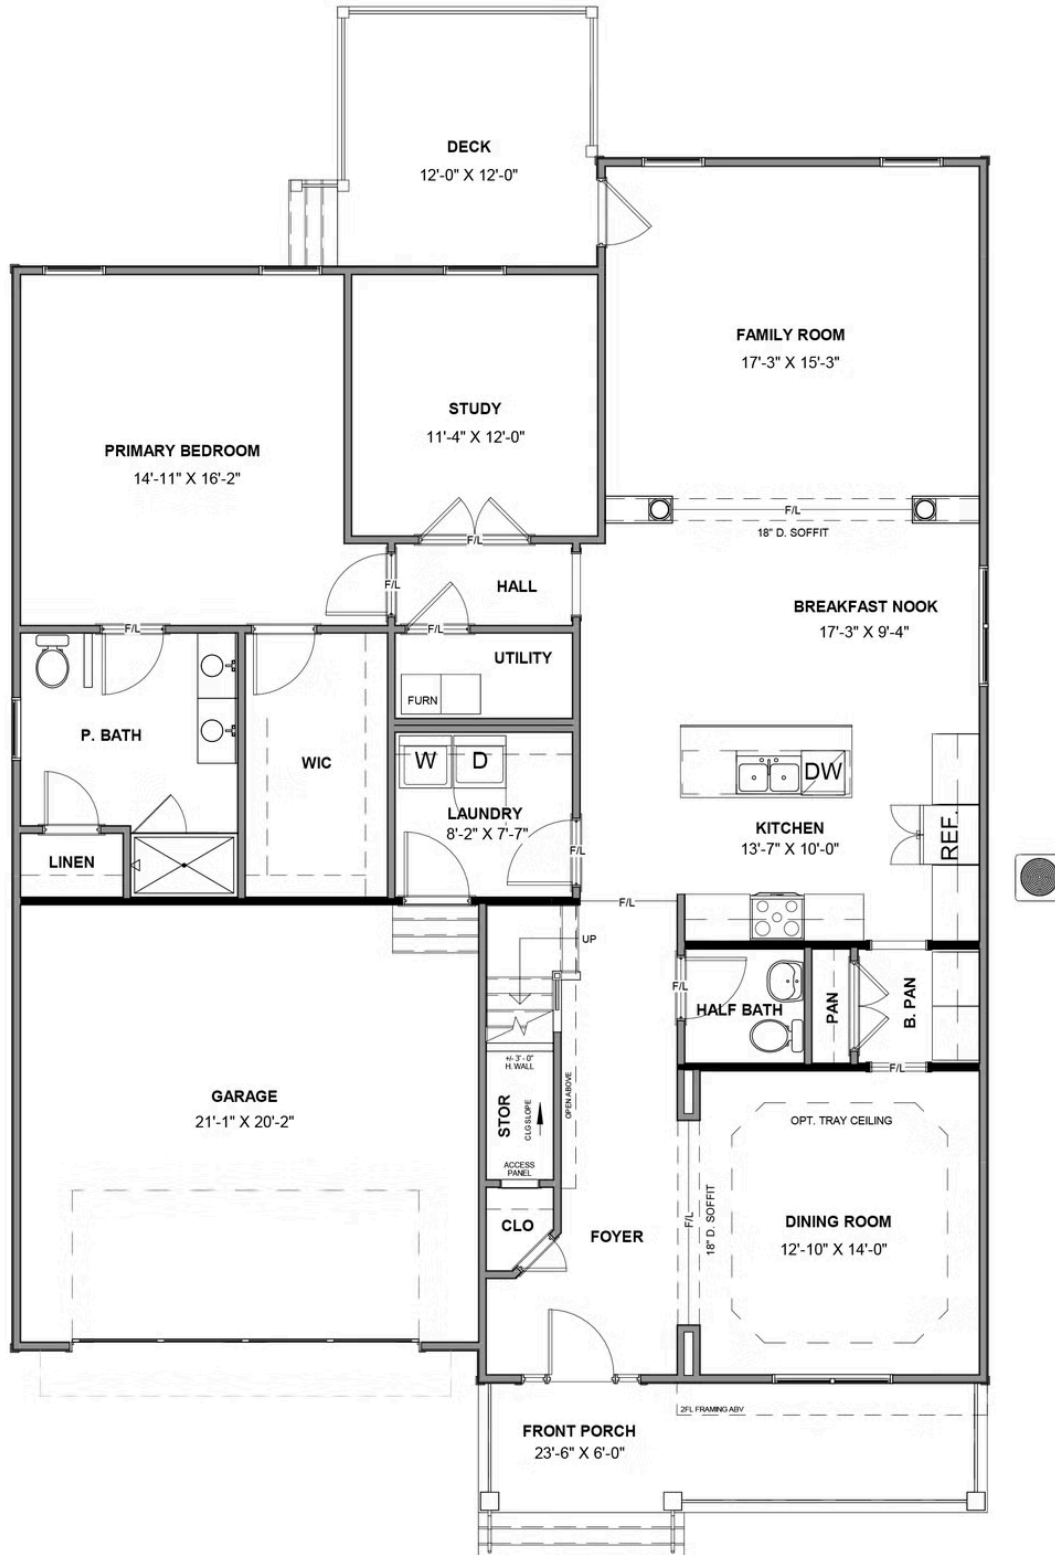 DECK
12'-0" X 12'-0"
FAMILY ROOM
17'-3" X 15'-3"
STUDY
11'-4" X 12'-0"
PRIMARY BEDROOM
14'-11" X 16'-2"
F/L
18" D. SOFFIT
F/L
F/L
HALL
BREAKFAST NOOK
17'-3" X 9'-4"
F/L
F/L
UTILITY
FURN
P. BATH
WIC
W
D
DW
LAUNDRY
8'-2" X 7'-7"
KITCHEN
13'-7" X 10'-0"
REF.
LINEN
F/L
F/L
UP
F/L
HALF BATH
PAN
B. PAN
+/- 3'- 0"
H. WALL
F/L
STOR
CLG SLOPE
OPEN ABOVE
GARAGE
21'-1" X 20'-2"
OPT. TRAY CEILING
ACCESS
PANEL
CLO
FOYER
F/L
18" D. SOFFIT
DINING ROOM
12'-10" X 14'-0"
2FL FRAMING ABV
FRONT PORCH
23'-6" X 6'-0"